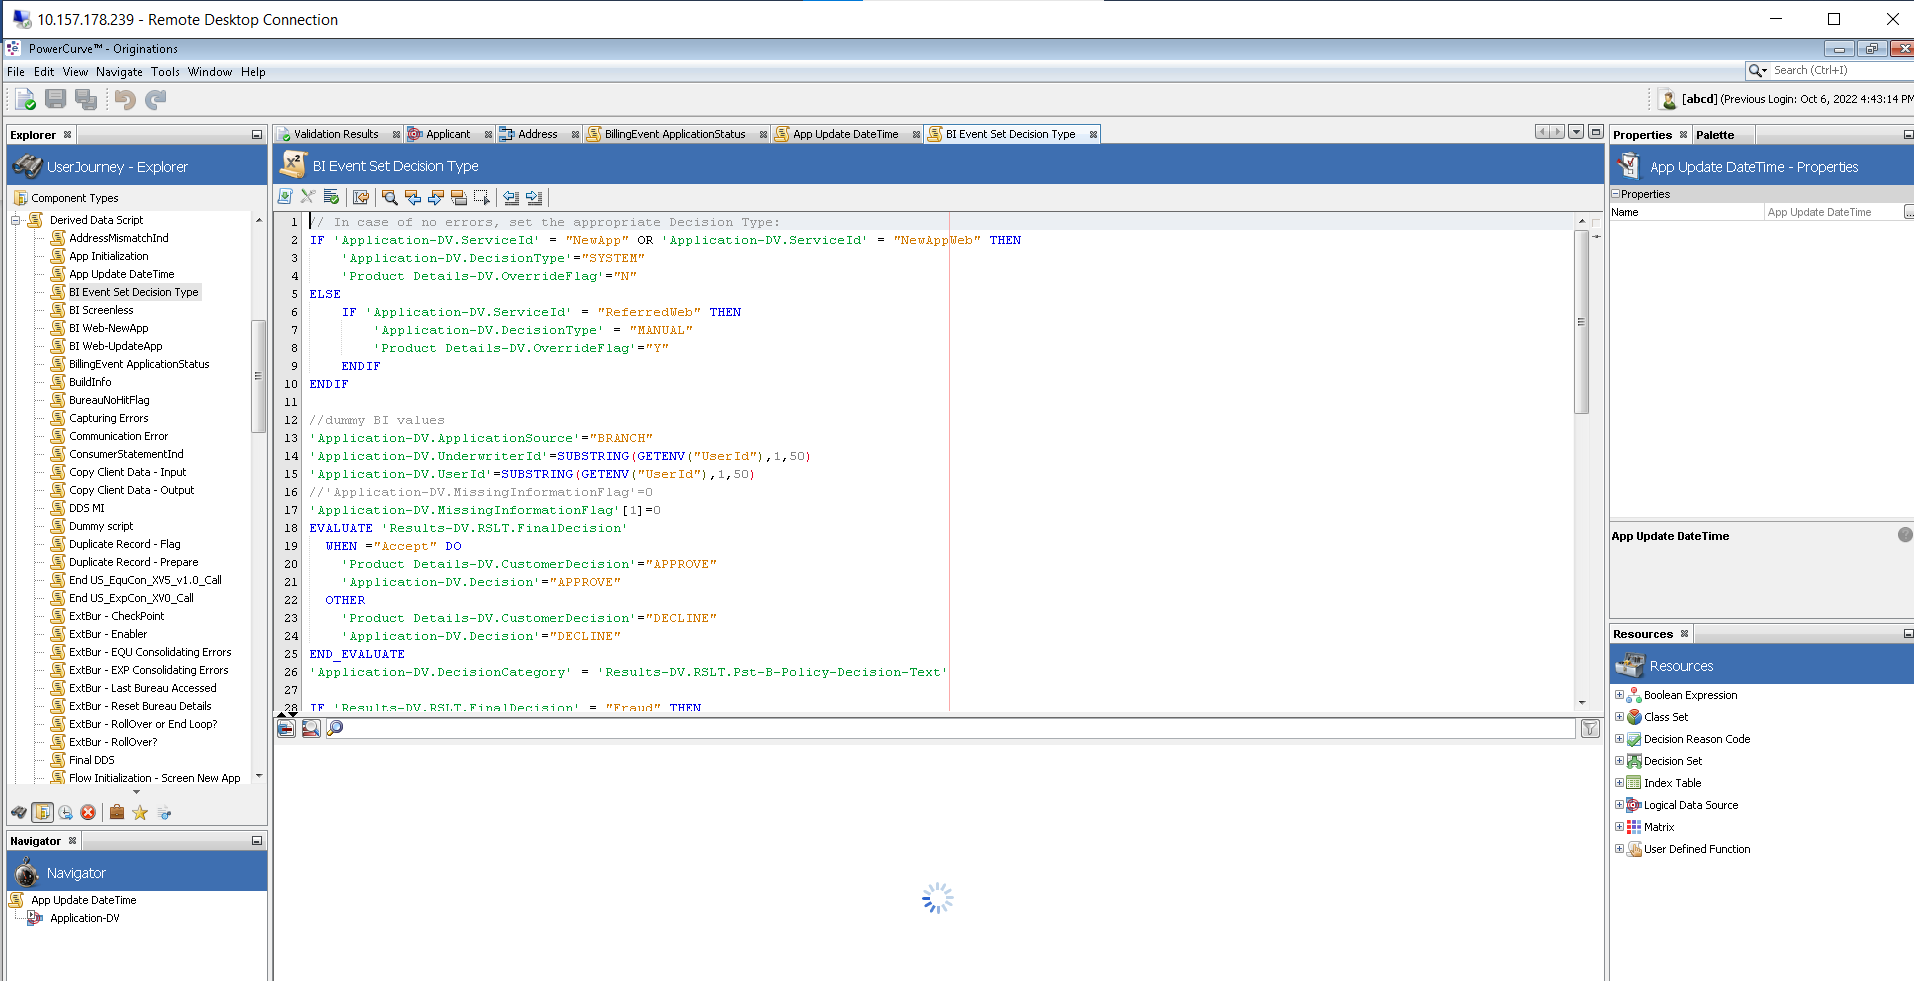 10.157.178.239 - Remote Desktop Connection
PowerCurve™ - Originations
File Edit View Navigate Tools Window Help
Search (Ctrl+I)
[abcd] (Previous Login: Oct 6, 2022 4:43:14 PM
Explorer
UserJourney - Explorer
Component Types
Derived Data Script
AddressMismatchInd
App Initialization
App Update DateTime
BI Event Set Decision Type
BI Screenless
BI Web-NewApp
BI Web-UpdateApp
BillingEvent ApplicationStatus
BuildInfo
BureauNoHitFlag
Capturing Errors
Communication Error
ConsumerStatementInd
Copy Client Data - Input
Copy Client Data - Output
DDS MI
Dummy script
Duplicate Record - Flag
Duplicate Record - Prepare
End US_EquCon_XV5_v1.0_Call
End US_ExpCon_XV0_Call
ExtBur - CheckPoint
ExtBur - Enabler
ExtBur - EQU Consolidating Errors
ExtBur - EXP Consolidating Errors
ExtBur - Last Bureau Accessed
ExtBur - Reset Bureau Details
ExtBur - RollOver or End Loop?
ExtBur - RollOver?
Final DDS
Flow Initialization - Screen New App
Navigator
Navigator
App Update DateTime
Application-DV
Validation Results Applicant Address BillingEvent ApplicationStatus App Update DateTime BI Event Set Decision Type
BI Event Set Decision Type
1 // In case of no errors, set the appropriate Decision Type:
2 IF 'Application-DV.ServiceId' = "NewApp" OR 'Application-DV.ServiceId' = "NewAppWeb" THEN
3 'Application-DV.DecisionType'="SYSTEM"
4 'Product Details-DV.OverrideFlag'="N"
5 ELSE
6 IF 'Application-DV.ServiceId' = "ReferredWeb" THEN
7 'Application-DV.DecisionType' = "MANUAL"
8 'Product Details-DV.OverrideFlag'="Y"
9 ENDIF
10 ENDIF
11
12 //dummy BI values
13 'Application-DV.ApplicationSource'="BRANCH"
14 'Application-DV.UnderwriterId'=SUBSTRING(GETENV("UserId"),1,50)
15 'Application-DV.UserId'=SUBSTRING(GETENV("UserId"),1,50)
16 //'Application-DV.MissingInformationFlag'=0
17 'Application-DV.MissingInformationFlag'[1]=0
18 EVALUATE 'Results-DV.RSLT.FinalDecision'
19 WHEN ="Accept" DO
20 'Product Details-DV.CustomerDecision'="APPROVE"
21 'Application-DV.Decision'="APPROVE"
22 OTHER
23 'Product Details-DV.CustomerDecision'="DECLINE"
24 'Application-DV.Decision'="DECLINE"
25 END_EVALUATE
26 'Application-DV.DecisionCategory' = 'Results-DV.RSLT.Pst-B-Policy-Decision-Text'
27
28 IF 'Results-DV.RSLT.FinalDecision' = "Fraud" THEN
Properties Palette
App Update DateTime - Properties
Properties
Name App Update DateTime ...
App Update DateTime
Resources
Resources
Boolean Expression
Class Set
Decision Reason Code
Decision Set
Index Table
Logical Data Source
Matrix
User Defined Function